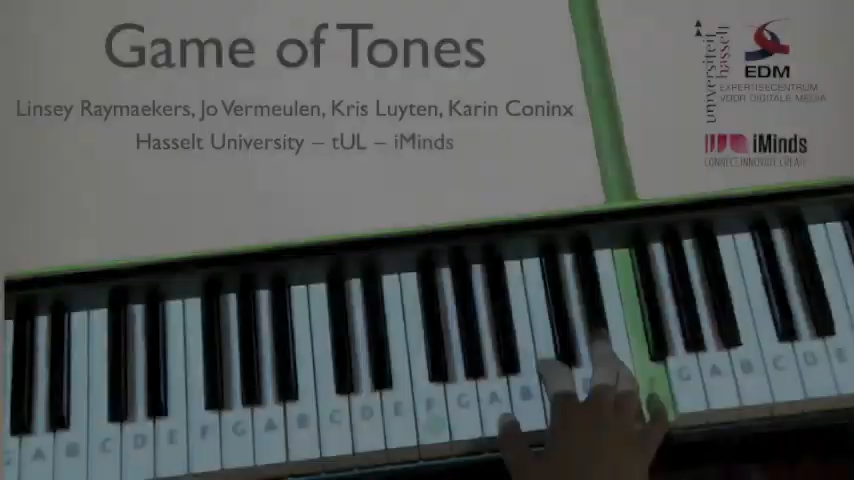 Game of Tones
Linsey Raymaekers, Jo Vermeulen, Kris Luyten, Karin Coninx
Hasselt University – tUL – iMinds
universiteit
hasselt
EDM
EXPERTISECENTRUM
VOOR DIGITALE MEDIA
iMinds
CONNECT.INNOVATE.CREATE
G A B C D E F G A B C D E F G A B G A B C D E